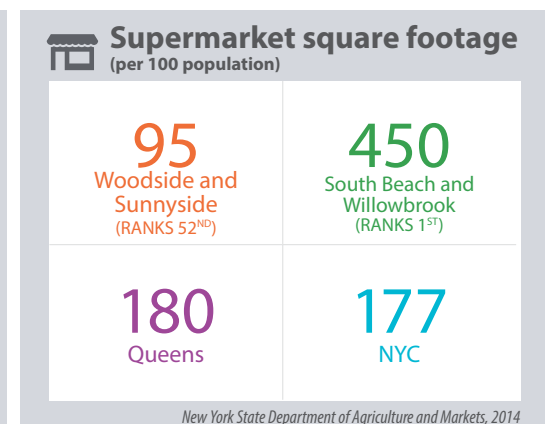 Supermarket square footage
(per 100 population)
95
Woodside and
Sunnyside
(RANKS 52ND)
450
South Beach and
Willowbrook
(RANKS 1ST)
180
Queens
177
NYC
New York State Department of Agriculture and Markets, 2014